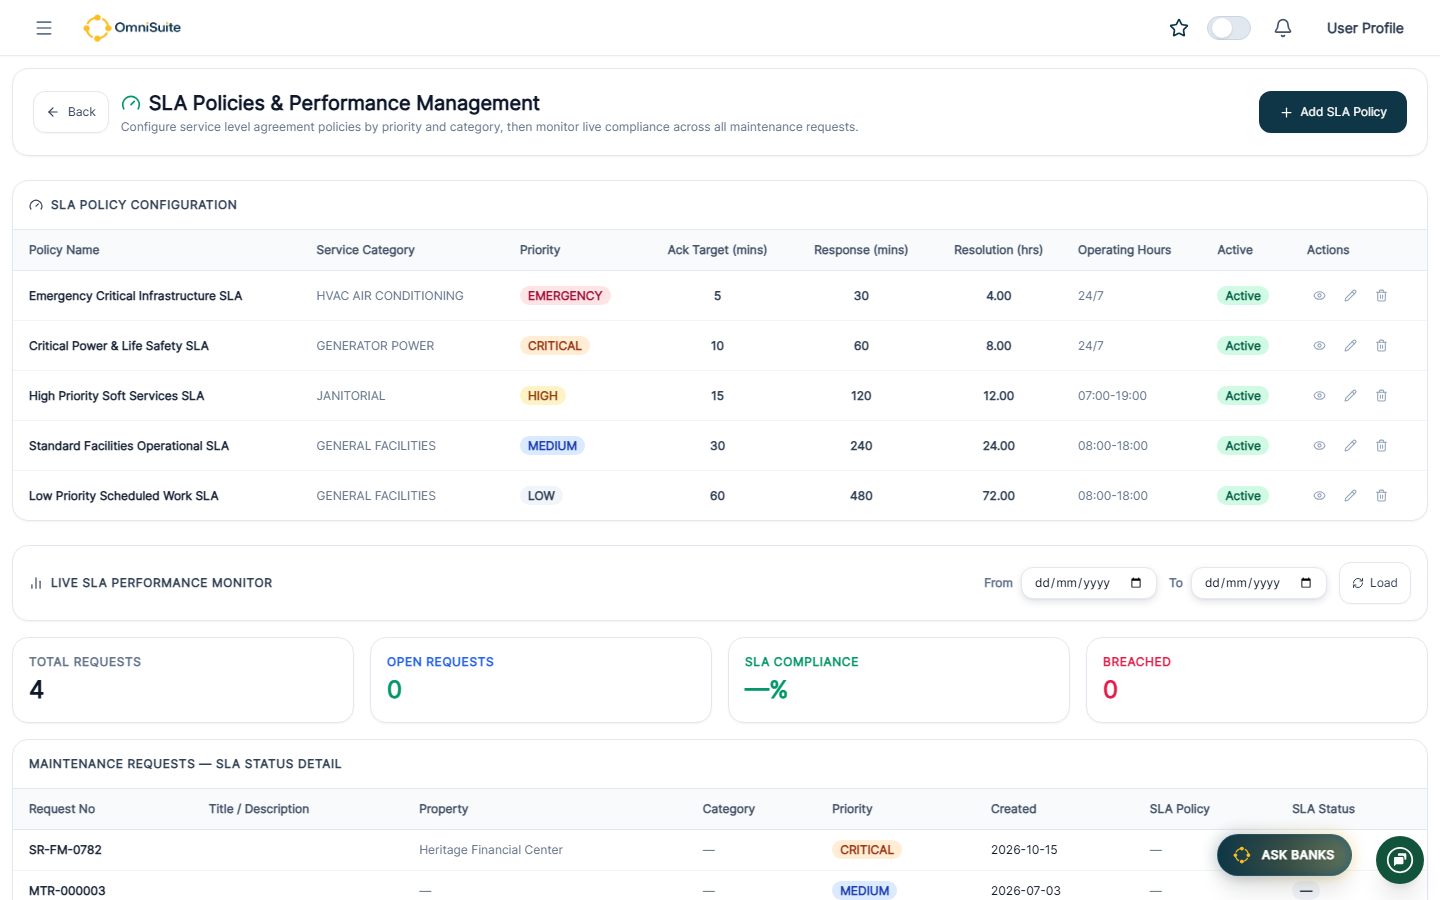 OmniSuite
User Profile
Back
SLA Policies & Performance Management
Configure service level agreement policies by priority and category, then monitor live compliance across all maintenance requests.
+ Add SLA Policy
SLA POLICY CONFIGURATION
Policy Name Service Category Priority Ack Target (mins) Response (mins) Resolution (hrs) Operating Hours Active Actions
Emergency Critical Infrastructure SLA HVAC AIR CONDITIONING EMERGENCY 5 30 4.00 24/7 Active
Critical Power & Life Safety SLA GENERATOR POWER CRITICAL 10 60 8.00 24/7 Active
High Priority Soft Services SLA JANITORIAL HIGH 15 120 12.00 07:00-19:00 Active
Standard Facilities Operational SLA GENERAL FACILITIES MEDIUM 30 240 24.00 08:00-18:00 Active
Low Priority Scheduled Work SLA GENERAL FACILITIES LOW 60 480 72.00 08:00-18:00 Active
LIVE SLA PERFORMANCE MONITOR From dd/mm/yyyy To dd/mm/yyyy Load
TOTAL REQUESTS
4
OPEN REQUESTS
0
SLA COMPLIANCE
—%
BREACHED
0
MAINTENANCE REQUESTS — SLA STATUS DETAIL
Request No Title / Description Property Category Priority Created SLA Policy SLA Status
SR-FM-0782 Heritage Financial Center — CRITICAL 2026-10-15 —
MTR-000003 — — MEDIUM 2026-07-03 — —
ASK BANKS